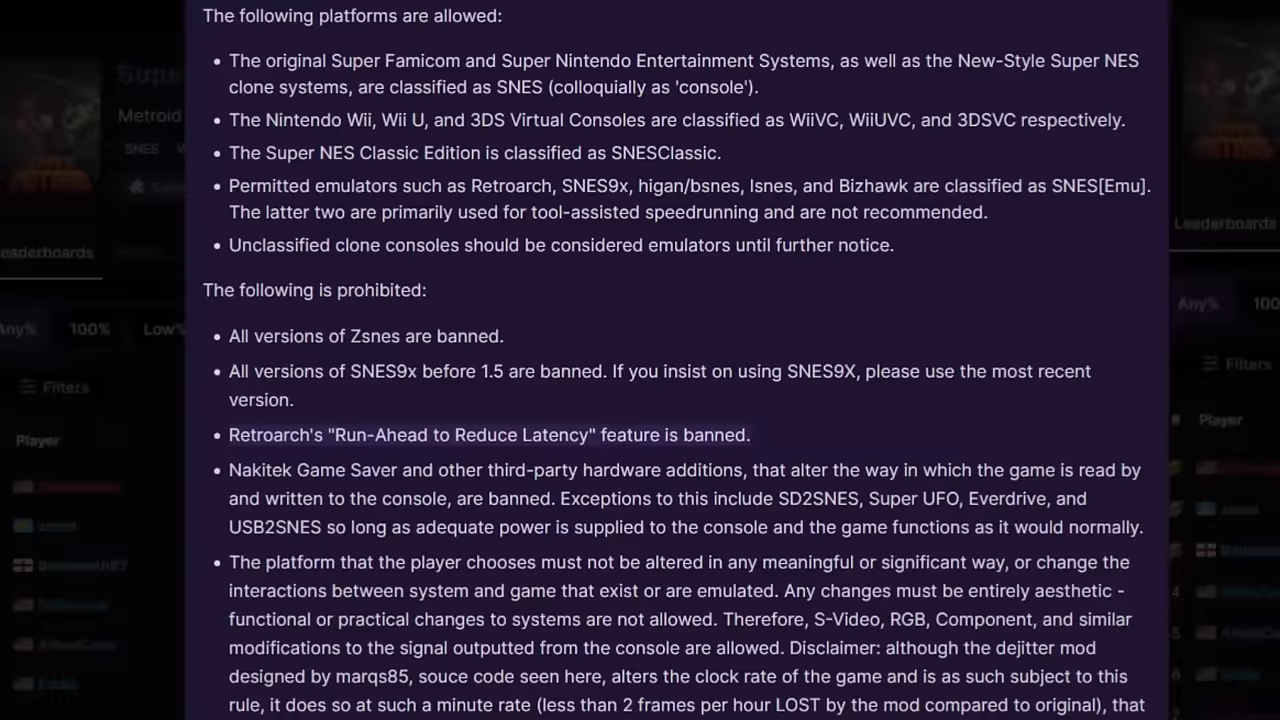 The following platforms are allowed:
• The original Super Famicom and Super Nintendo Entertainment Systems, as well as the New-Style Super NES
clone systems, are classified as SNES (colloquially as 'console').
• The Nintendo Wii, Wii U, and 3DS Virtual Consoles are classified as WiiVC, WiiUVC, and 3DSVC respectively.
• The Super NES Classic Edition is classified as SNESClassic.
• Permitted emulators such as Retroarch, SNES9x, higan/bsnes, lsnes, and Bizhawk are classified as SNES[Emu].
The latter two are primarily used for tool-assisted speedrunning and are not recommended.
• Unclassified clone consoles should be considered emulators until further notice.
The following is prohibited:
• All versions of Zsnes are banned.
• All versions of SNES9x before 1.5 are banned. If you insist on using SNES9X, please use the most recent
version.
• Retroarch's "Run-Ahead to Reduce Latency" feature is banned.
• Nakitek Game Saver and other third-party hardware additions, that alter the way in which the game is read by
and written to the console, are banned. Exceptions to this include SD2SNES, Super UFO, Everdrive, and
USB2SNES so long as adequate power is supplied to the console and the game functions as it would normally.
• The platform that the player chooses must not be altered in any meaningful or significant way, or change the
interactions between system and game that exist or are emulated. Any changes must be entirely aesthetic -
functional or practical changes to systems are not allowed. Therefore, S-Video, RGB, Component, and similar
modifications to the signal outputted from the console are allowed. Disclaimer: although the dejitter mod
designed by marqs85, souce code seen here, alters the clock rate of the game and is as such subject to this
rule, it does so at such a minute rate (less than 2 frames per hour LOST by the mod compared to original), that
Supe
Metroid
SNES
eaderboards
Any% 100% Low%
Filters
Player
Leaderboards
Any% 100
Filters
# Player